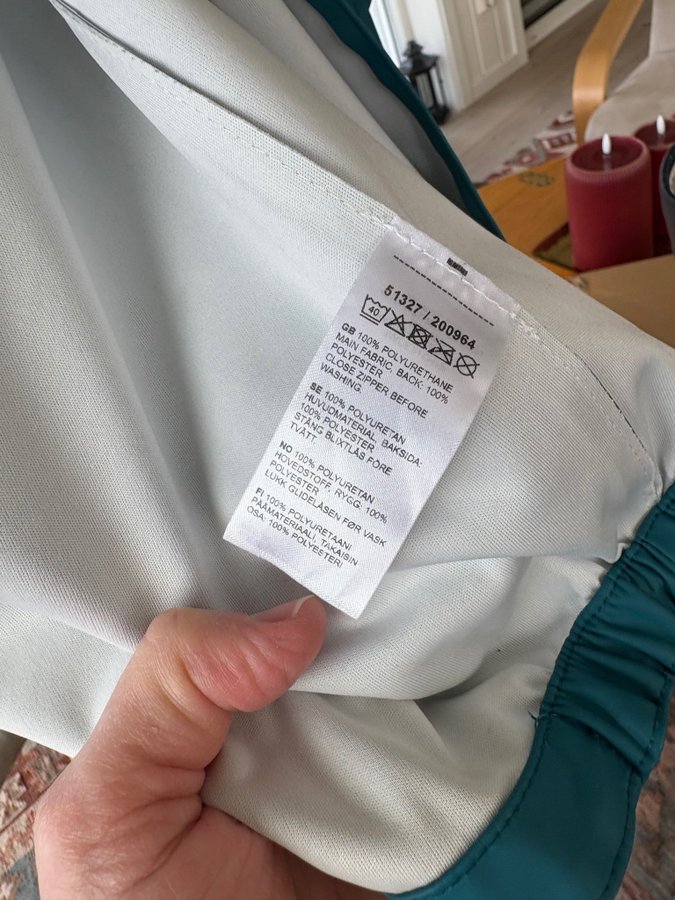 51327 / 200964
40
GB 100% POLYURETHANE
MAIN FABRIC, BACK: 100%
POLYESTER
CLOSE ZIPPER BEFORE
WASHING.
SE 100% POLYURETAN
HUVUDMATERIAL, BAKSIDA:
100% POLYESTER
STÄNG BLIXTLÅS FÖRE
TVÄTT.
NO 100% POLYURETAN
HOVEDSTOFF, RYGG: 100%
POLYESTER
LUKK GLIDELÅSEN FØR VASK
FI 100% POLYURETAANI
PÄÄMATERIAALI, TAKAISIN
OSA: 100% POLYESTERI